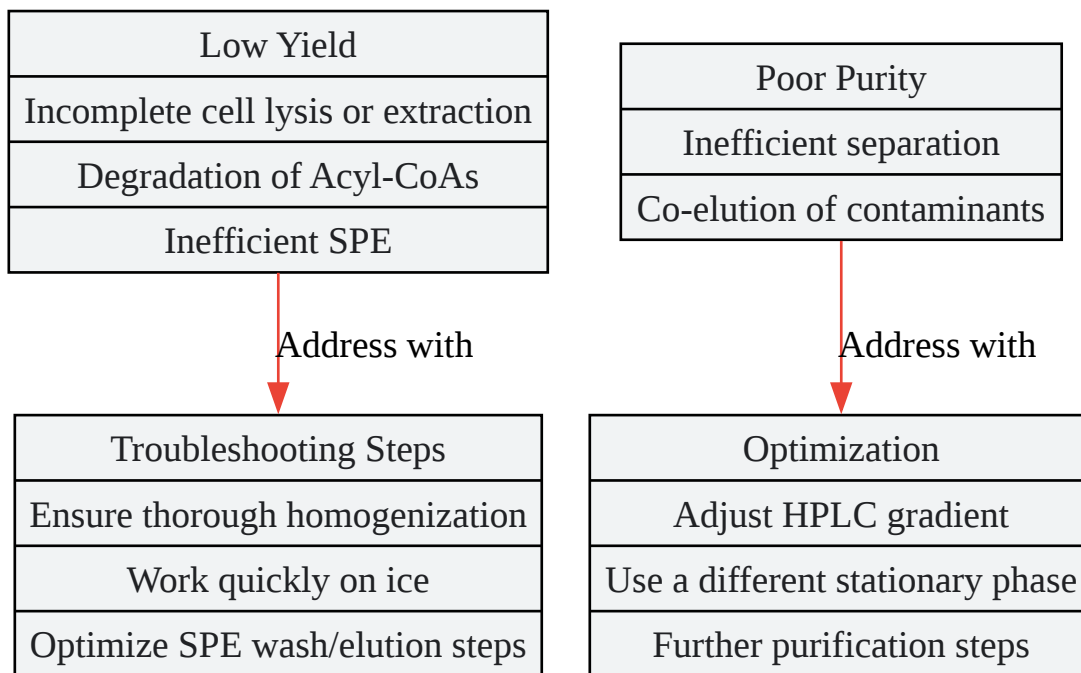 Low Yield
Incomplete cell lysis or extraction
Degradation of Acyl-CoAs
Inefficient SPE
Poor Purity
Inefficient separation
Co-elution of contaminants
Address with
Address with
Troubleshooting Steps
Ensure thorough homogenization
Work quickly on ice
Optimize SPE wash/elution steps
Optimization
Adjust HPLC gradient
Use a different stationary phase
Further purification steps